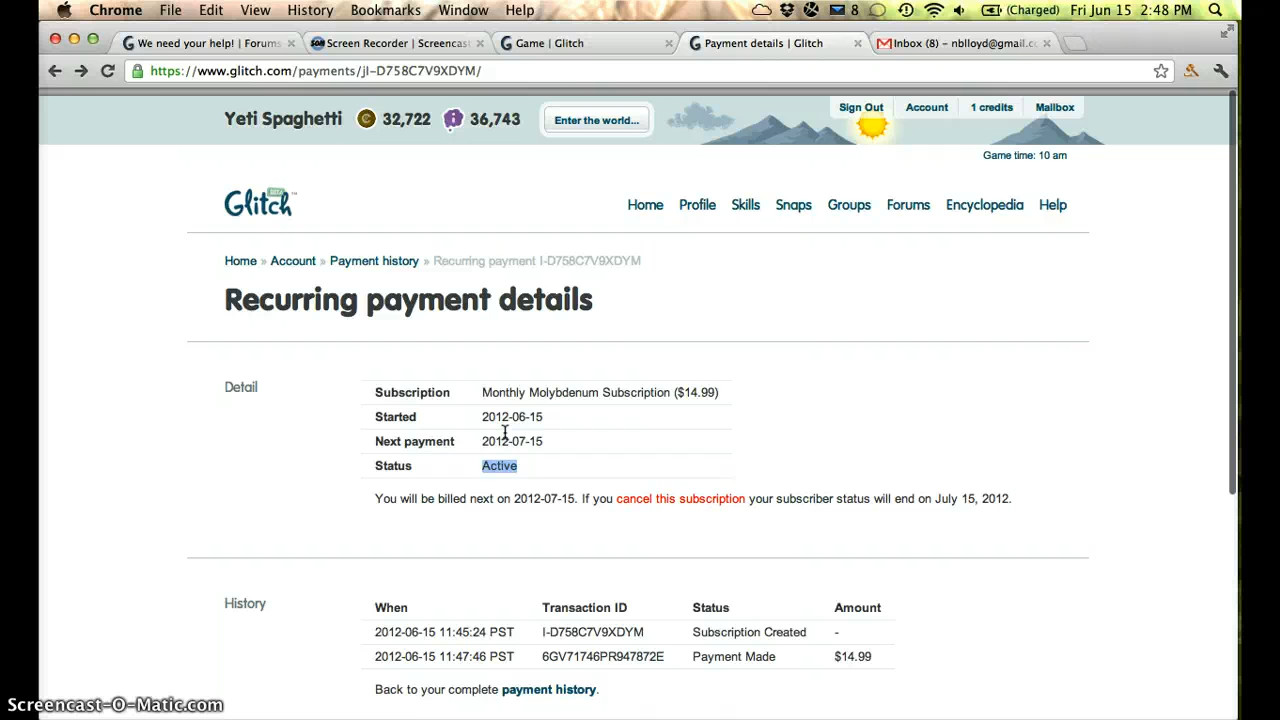 Chrome File Edit View History Bookmarks Window Help 8 (Charged) Fri Jun 15 2:48 PM
We need your help! | Forums Screen Recorder | Screencast Game | Glitch Payment details | Glitch Inbox (8) – nblloyd@gmail.c
https://www.glitch.com/payments/jI-D758C7V9XDYM/
Yeti Spaghetti 32,722 36,743 Enter the world... Sign Out Account 1 credits Mailbox
Game time: 10 am
Glitch Home Profile Skills Snaps Groups Forums Encyclopedia Help
Home » Account » Payment history » Recurring payment I-D758C7V9XDYM
Recurring payment details
Detail
Subscription Monthly Molybdenum Subscription ($14.99)
Started 2012-06-15
Next payment 2012-07-15
Status Active
You will be billed next on 2012-07-15. If you cancel this subscription your subscriber status will end on July 15, 2012.
History
When Transaction ID Status Amount
2012-06-15 11:45:24 PST I-D758C7V9XDYM Subscription Created -
2012-06-15 11:47:46 PST 6GV71746PR947872E Payment Made $14.99
Back to your complete payment history.
Screencast-O-Matic.com